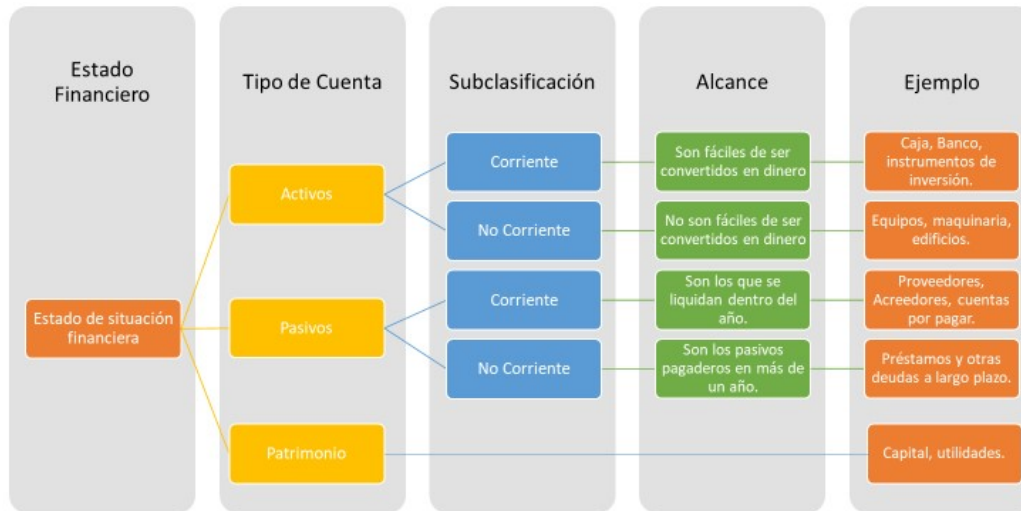 Estado
Financiero
Tipo de Cuenta
Subclasificación
Alcance
Ejemplo
Estado de situación
financiera
Activos
Corriente
Son fáciles de ser
convertidos en dinero
Caja, Banco,
instrumentos de
inversión.
No Corriente
No son fáciles de ser
convertidos en dinero
Equipos, maquinaria,
edificios.
Pasivos
Corriente
Son los que se
liquidan dentro del
año.
Proveedores,
Acreedores, cuentas
por pagar.
No Corriente
Son los pasivos
pagaderos en más de
un año.
Préstamos y otras
deudas a largo plazo.
Patrimonio
Capital, utilidades.